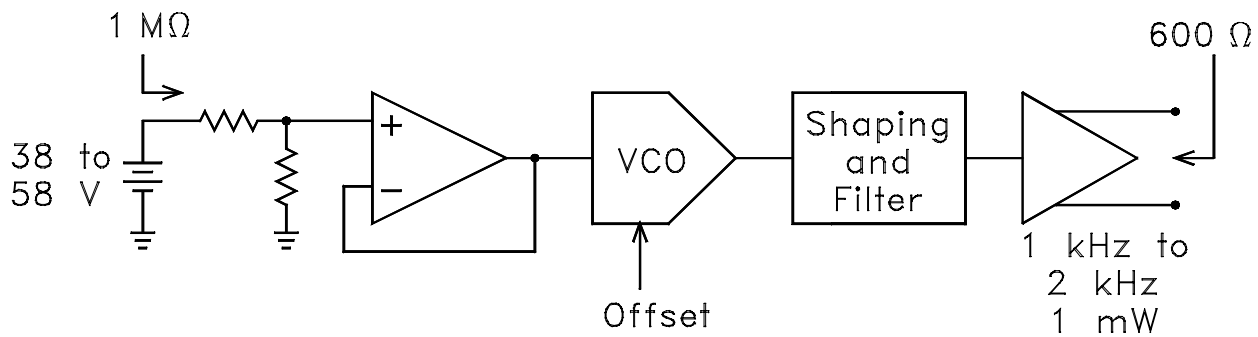 1 MΩ
38 to
58 V
+
−
VCO
Offset
Shaping
and
Filter
600 Ω
1 kHz to
2 kHz
1 mW